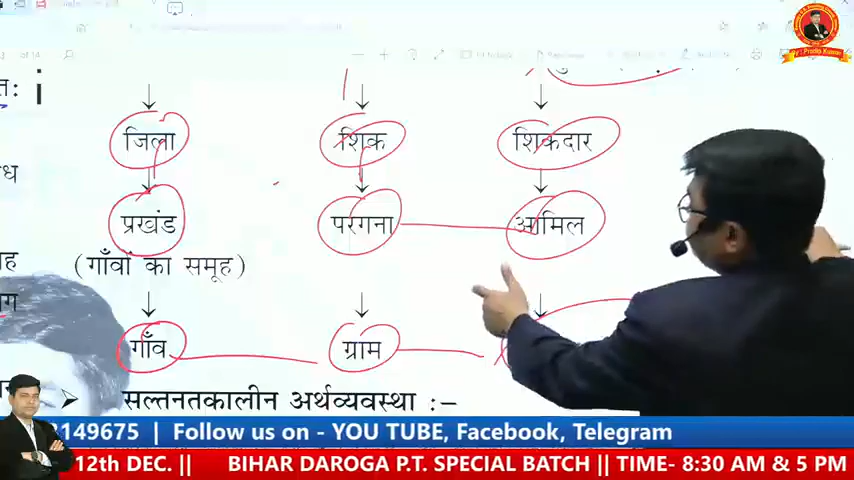 तः i
जिला शिक शिकदार
प्रखंड परगना आमिल
(गाँवों का समूह)
गाँव ग्राम
➤ सल्तनतकालीन अर्थव्यवस्था :–
149675 | Follow us on - YOU TUBE, Facebook, Telegram
12th DEC. || BIHAR DAROGA P.T. SPECIAL BATCH || TIME- 8:30 AM & 5 PM